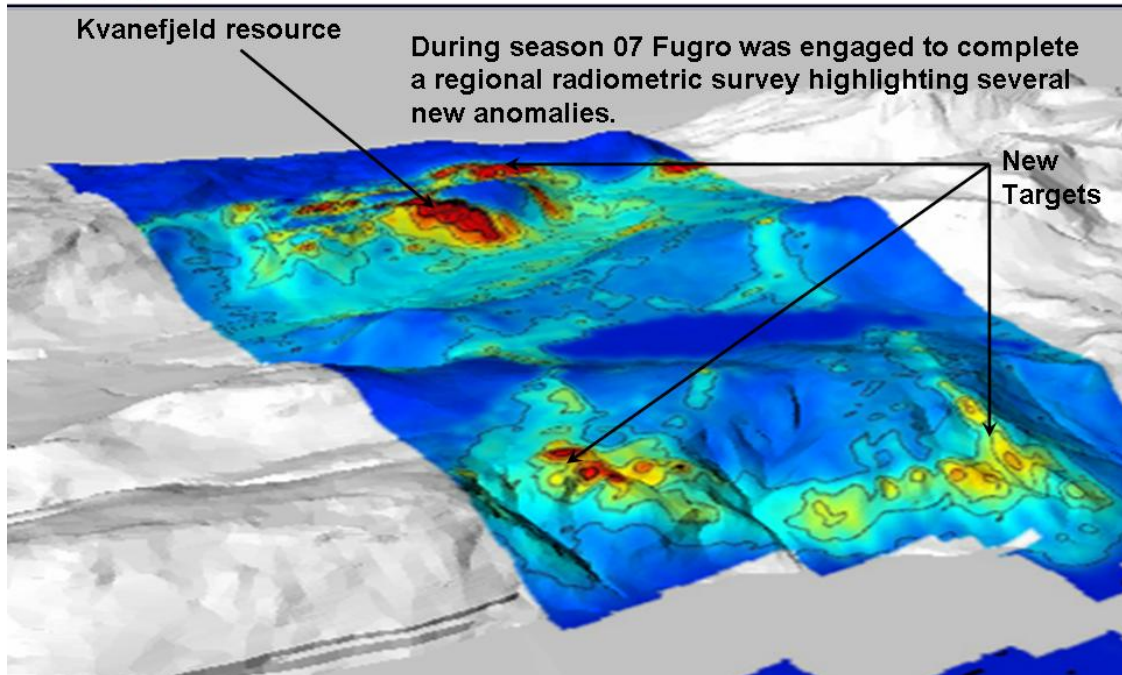 Kvanefjeld resource
During season 07 Fugro was engaged to complete
a regional radiometric survey highlighting several
new anomalies.
New
Targets